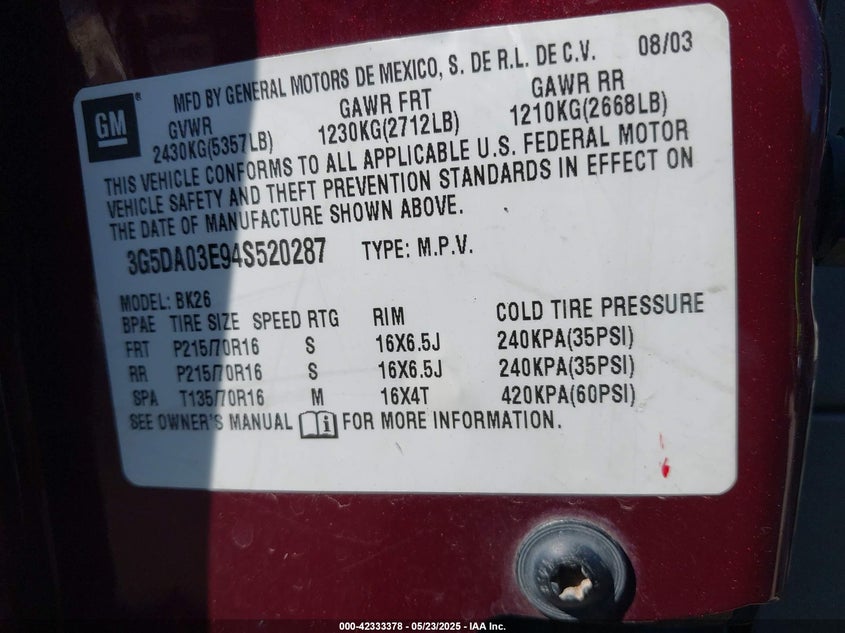 MFD BY GENERAL MOTORS DE MEXICO, S. DE R.L. DE C.V. 08/03
GM ®
GVWR GAWR FRT GAWR RR
2430KG(5357LB) 1230KG(2712LB) 1210KG(2668LB)
THIS VEHICLE CONFORMS TO ALL APPLICABLE U.S. FEDERAL MOTOR
VEHICLE SAFETY AND THEFT PREVENTION STANDARDS IN EFFECT ON
THE DATE OF MANUFACTURE SHOWN ABOVE.
3G5DA03E94S520287 TYPE: M.P.V.
MODEL: BK26
BPAE TIRE SIZE SPEED RTG RIM COLD TIRE PRESSURE
FRT P215/70R16 S 16X6.5J 240KPA(35PSI)
RR P215/70R16 S 16X6.5J 240KPA(35PSI)
SPA T135/70R16 M 16X4T 420KPA(60PSI)
SEE OWNER'S MANUAL i FOR MORE INFORMATION.
000-42333378 - 05/23/2025 - IAA Inc.